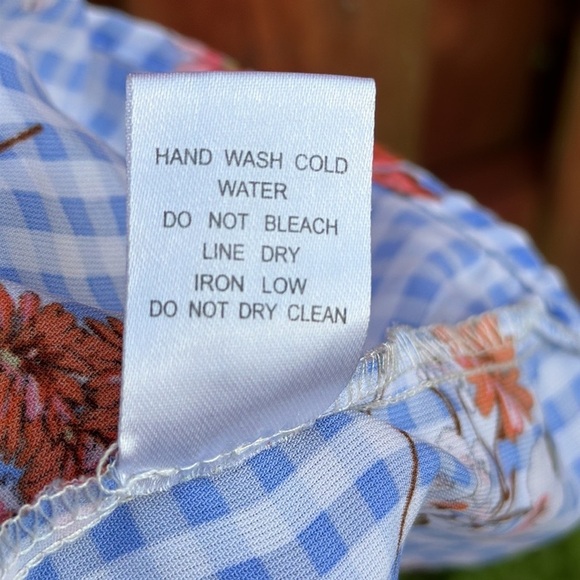 HAND WASH COLD
WATER
DO NOT BLEACH
LINE DRY
IRON LOW
DO NOT DRY CLEAN